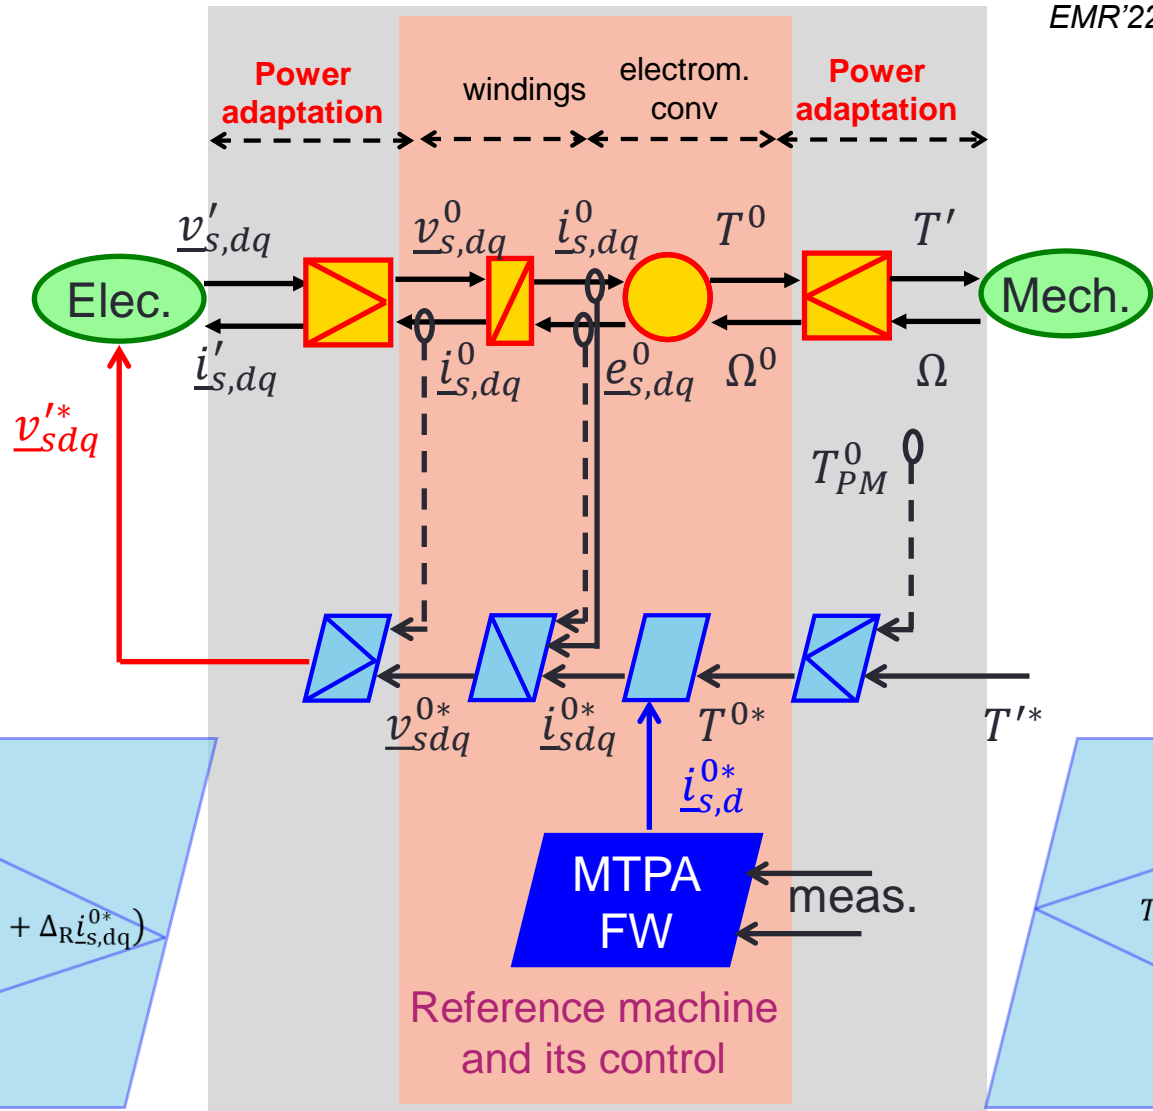 EMR'22
Power
adaptation
windings
electrom.
conv
Power
adaptation
v′s,dq
v⁰s,dq
i⁰s,dq
T⁰
T′
Elec.
Mech.
i′s,dq
i⁰s,dq
e⁰s,dq
Ω⁰
Ω
v′*sdq
T⁰PM
v⁰*sdq
i⁰*sdq
T⁰*
T′*
i⁰*s,d
MTPA
FW
meas.
+ ΔR i⁰*s,dq)
T
Reference machine
and its control